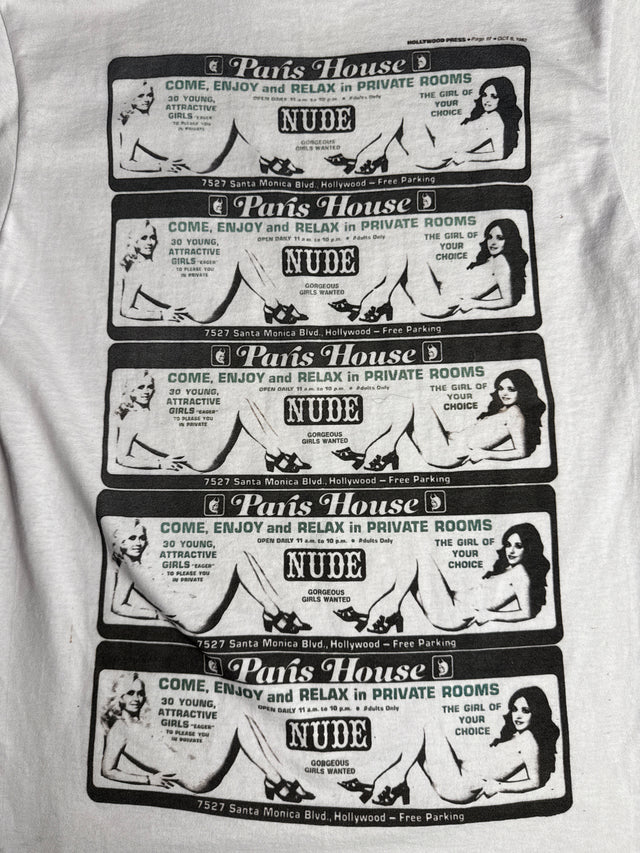 HOLLYWOOD PRESS • Page 17 • OCT 8, 1982
Paris House
COME, ENJOY and RELAX in PRIVATE ROOMS
OPEN DAILY 11 a.m. to 10 p.m. • Adults Only
30 YOUNG,
ATTRACTIVE
GIRLS "EAGER"
TO PLEASE YOU
IN PRIVATE
NUDE
GORGEOUS
GIRLS WANTED
THE GIRL OF
YOUR
CHOICE
7527 Santa Monica Blvd., Hollywood – Free Parking
Paris House
COME, ENJOY and RELAX in PRIVATE ROOMS
OPEN DAILY 11 a.m. to 10 p.m. • Adults Only
30 YOUNG,
ATTRACTIVE
GIRLS "EAGER"
TO PLEASE YOU
IN PRIVATE
NUDE
GORGEOUS
GIRLS WANTED
THE GIRL OF
YOUR
CHOICE
7527 Santa Monica Blvd., Hollywood – Free Parking
Paris House
COME, ENJOY and RELAX in PRIVATE ROOMS
OPEN DAILY 11 a.m. to 10 p.m. • Adults Only
30 YOUNG,
ATTRACTIVE
GIRLS "EAGER"
TO PLEASE YOU
IN PRIVATE
NUDE
GORGEOUS
GIRLS WANTED
THE GIRL OF
YOUR
CHOICE
7527 Santa Monica Blvd., Hollywood – Free Parking
Paris House
COME, ENJOY and RELAX in PRIVATE ROOMS
OPEN DAILY 11 a.m. to 10 p.m. • Adults Only
30 YOUNG,
ATTRACTIVE
GIRLS "EAGER"
TO PLEASE YOU
IN PRIVATE
NUDE
GORGEOUS
GIRLS WANTED
THE GIRL OF
YOUR
CHOICE
7527 Santa Monica Blvd., Hollywood – Free Parking
Paris House
COME, ENJOY and RELAX in PRIVATE ROOMS
OPEN DAILY 11 a.m. to 10 p.m. • Adults Only
30 YOUNG,
ATTRACTIVE
GIRLS "EAGER"
TO PLEASE YOU
IN PRIVATE
NUDE
GORGEOUS
GIRLS WANTED
THE GIRL OF
YOUR
CHOICE
7527 Santa Monica Blvd., Hollywood – Free Parking